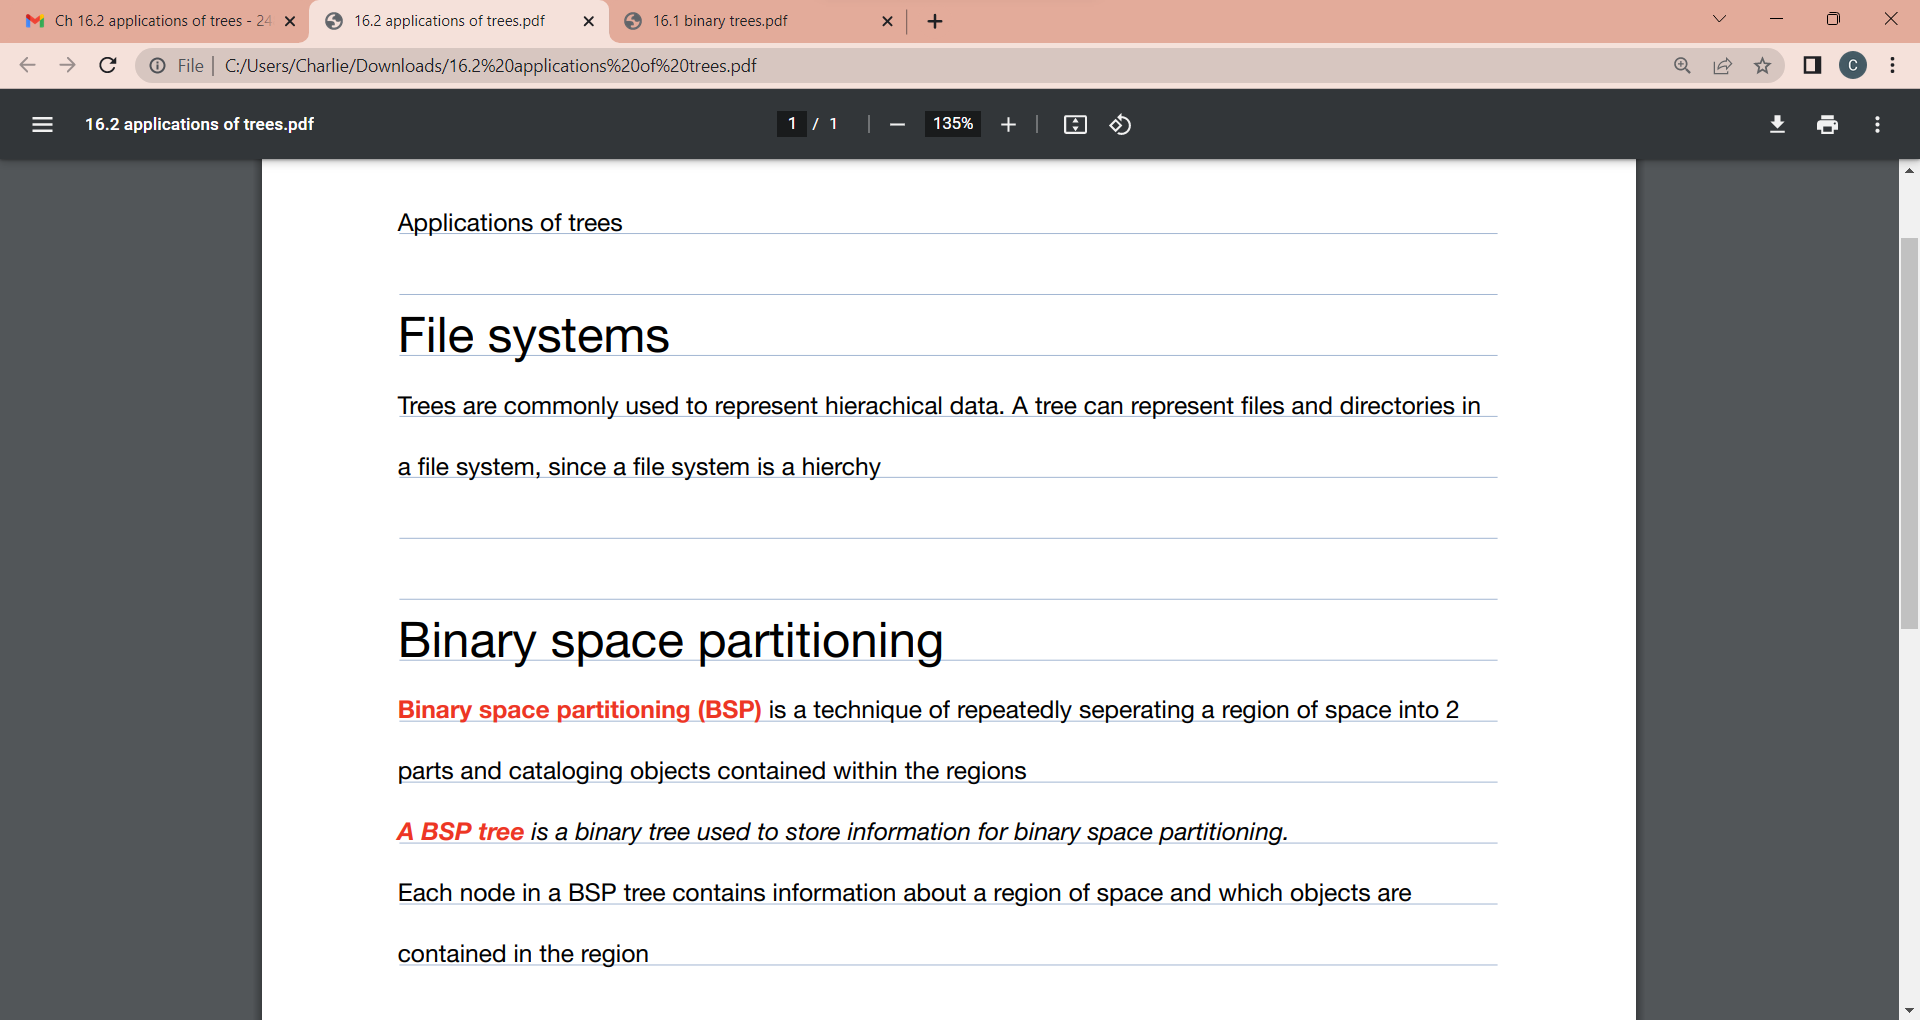 Ch 16.2 applications of trees - 24
16.2 applications of trees.pdf
16.1 binary trees.pdf
File
C:/Users/Charlie/Downloads/16.2%20applications%20of%20trees.pdf
C
16.2 applications of trees.pdf
1 / 1
135%
Applications of trees
File systems
Trees are commonly used to represent hierachical data. A tree can represent files and directories in
a file system, since a file system is a hierchy
Binary space partitioning
Binary space partitioning (BSP) is a technique of repeatedly seperating a region of space into 2
parts and cataloging objects contained within the regions
A BSP tree is a binary tree used to store information for binary space partitioning.
Each node in a BSP tree contains information about a region of space and which objects are
contained in the region